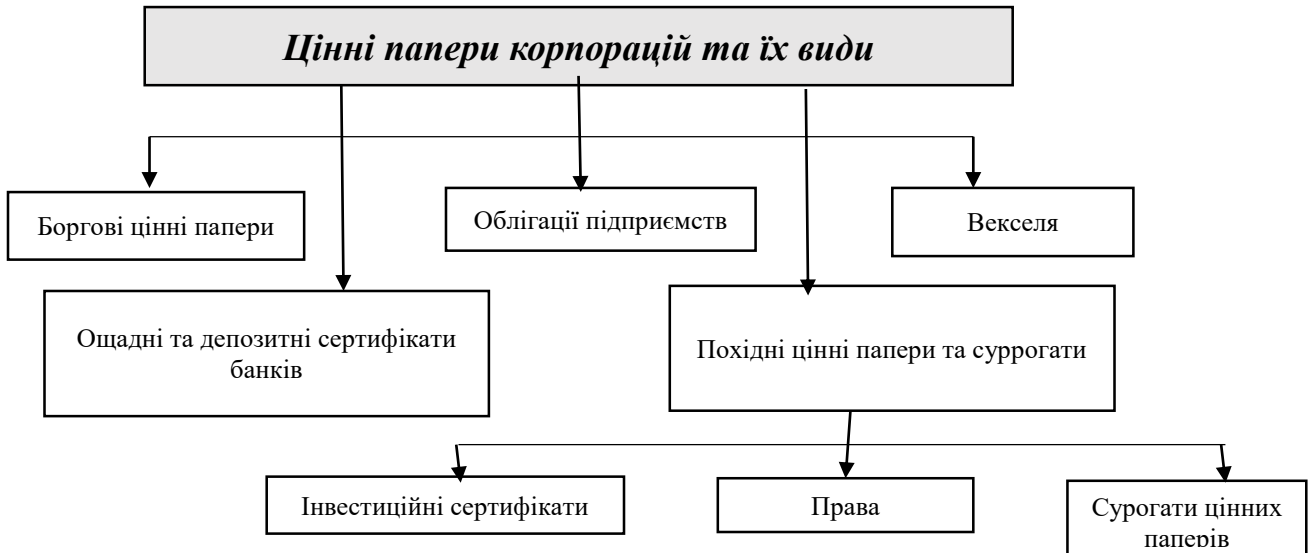 Цінні папери корпорацій та їх види
Боргові цінні папери
Облігації підприємств
Векселя
Ощадні та депозитні сертифікати
банків
Похідні цінні папери та суррогати
Інвестиційні сертифікати
Права
Сурогати цінних
паперів